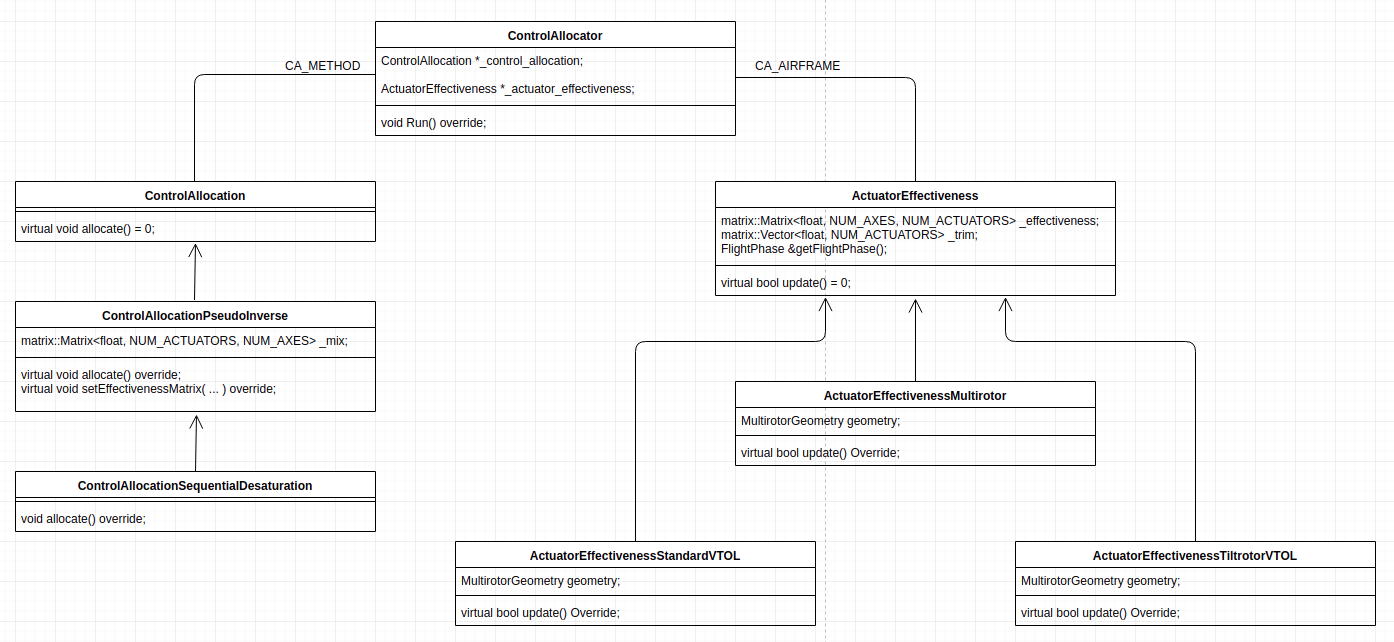 ControlAllocator
ControlAllocation *_control_allocation;
ActuatorEffectiveness *_actuator_effectiveness;
void Run() override;
CA_METHOD
CA_AIRFRAME
ControlAllocation
virtual void allocate() = 0;
ActuatorEffectiveness
matrix::Matrix<float, NUM_AXES, NUM_ACTUATORS> _effectiveness;
matrix::Vector<float, NUM_ACTUATORS> _trim;
FlightPhase &getFlightPhase();
virtual bool update() = 0;
ControlAllocationPseudoInverse
matrix::Matrix<float, NUM_ACTUATORS, NUM_AXES> _mix;
virtual void allocate() override;
virtual void setEffectivenessMatrix( ... ) override;
ActuatorEffectivenessMultirotor
MultirotorGeometry geometry;
virtual bool update() Override;
ControlAllocationSequentialDesaturation
void allocate() override;
ActuatorEffectivenessStandardVTOL
MultirotorGeometry geometry;
virtual bool update() Override;
ActuatorEffectivenessTiltrotorVTOL
MultirotorGeometry geometry;
virtual bool update() Override;